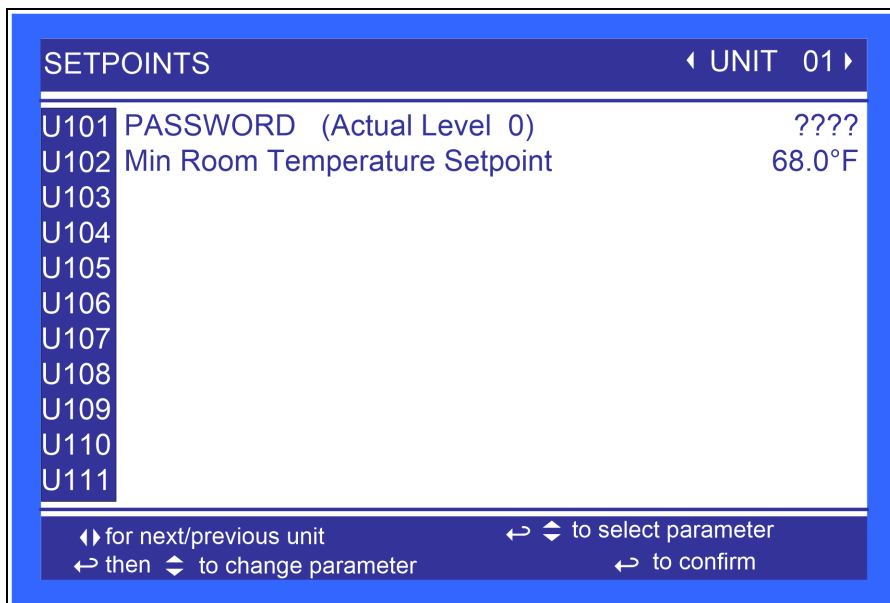 SETPOINTS UNIT 01
U101 PASSWORD (Actual Level 0) ????
U102 Min Room Temperature Setpoint 68.0°F
U103
U104
U105
U106
U107
U108
U109
U110
U111
for next/previous unit to select parameter
then to change parameter to confirm